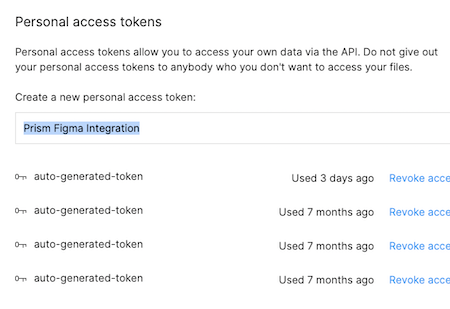 Personal access tokens
Personal access tokens allow you to access your own data via the API. Do not give out
your personal access tokens to anybody who you don't want to access your files.
Create a new personal access token:
Prism Figma Integration
auto-generated-token Used 3 days ago Revoke acce
auto-generated-token Used 7 months ago Revoke acce
auto-generated-token Used 7 months ago Revoke acce
auto-generated-token Used 7 months ago Revoke acce